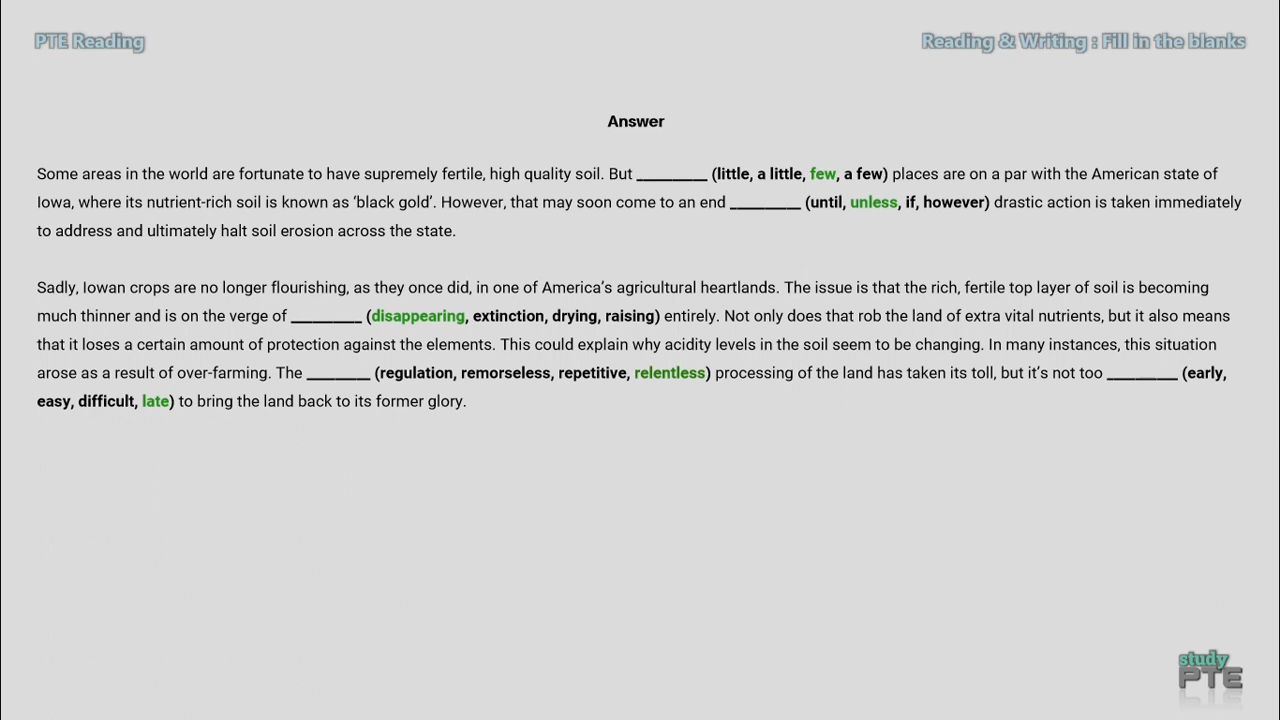 PTE Reading
Reading & Writing : Fill in the blanks
Answer
Some areas in the world are fortunate to have supremely fertile, high quality soil. But ________ (little, a little, few, a few) places are on a par with the American state of
Iowa, where its nutrient-rich soil is known as ‘black gold’. However, that may soon come to an end ________ (until, unless, if, however) drastic action is taken immediately
to address and ultimately halt soil erosion across the state.
Sadly, Iowan crops are no longer flourishing, as they once did, in one of America’s agricultural heartlands. The issue is that the rich, fertile top layer of soil is becoming
much thinner and is on the verge of ________ (disappearing, extinction, drying, raising) entirely. Not only does that rob the land of extra vital nutrients, but it also means
that it loses a certain amount of protection against the elements. This could explain why acidity levels in the soil seem to be changing. In many instances, this situation
arose as a result of over-farming. The _______ (regulation, remorseless, repetitive, relentless) processing of the land has taken its toll, but it’s not too ________ (early,
easy, difficult, late) to bring the land back to its former glory.
study
PTE